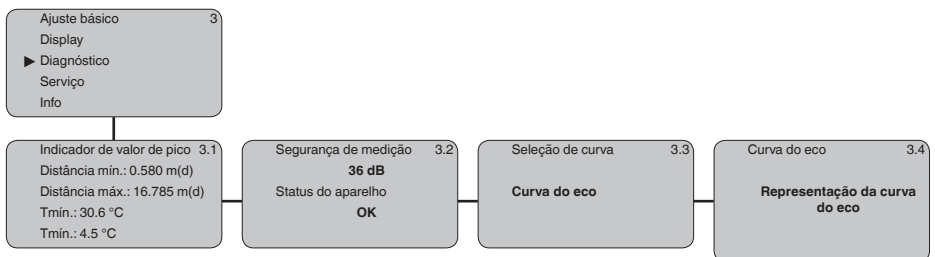 Ajuste básico 3
Display
▶ Diagnóstico
Serviço
Info
Indicador de valor de pico 3.1
Distância mín.: 0.580 m(d)
Distância máx.: 16.785 m(d)
Tmín.: 30.6 °C
Tmín.: 4.5 °C
Segurança de medição 3.2
36 dB
Status do aparelho
OK
Seleção de curva 3.3
Curva do eco
Curva do eco 3.4
Representação da curva
do eco